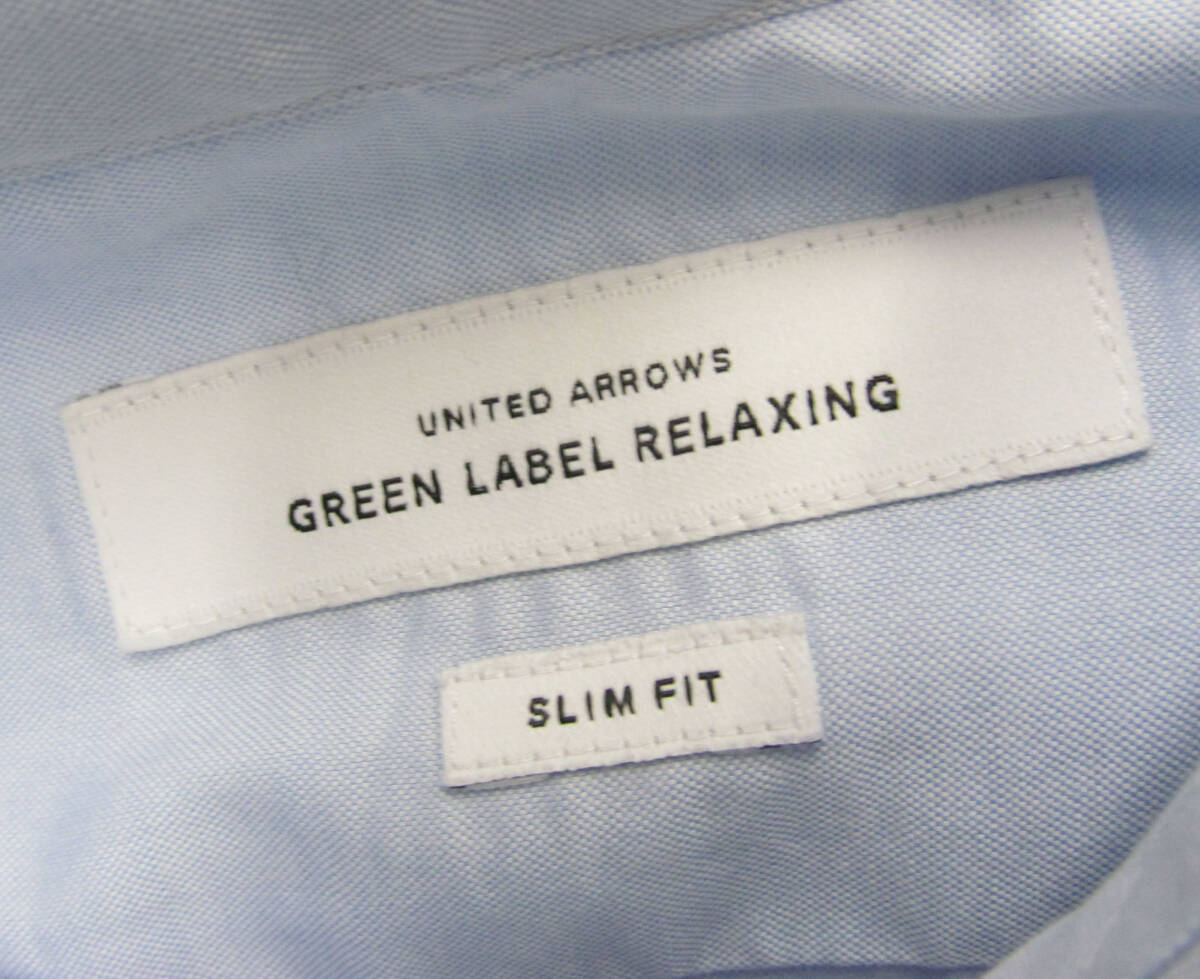 UNITED ARROWS
GREEN LABEL RELAXING
SLIM FIT